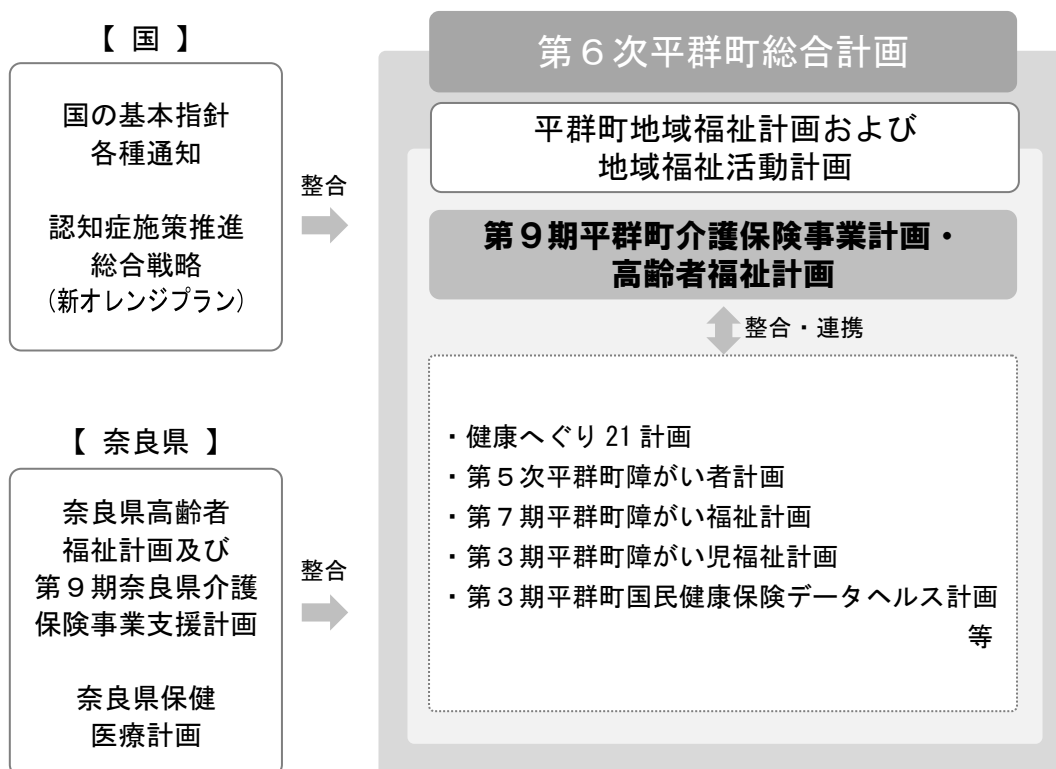 【 国 】
国の基本指針
各種通知
認知症施策推進
総合戦略
(新オレンジプラン)
整合
【 奈良県 】
奈良県高齢者
福祉計画及び
第９期奈良県介護
保険事業支援計画
奈良県保健
医療計画
整合
第６次平群町総合計画
平群町地域福祉計画および
地域福祉活動計画
第９期平群町介護保険事業計画・
高齢者福祉計画
整合・連携
・健康へぐり 21 計画
・第５次平群町障がい者計画
・第７期平群町障がい福祉計画
・第３期平群町障がい児福祉計画
・第３期平群町国民健康保険データヘルス計画
等